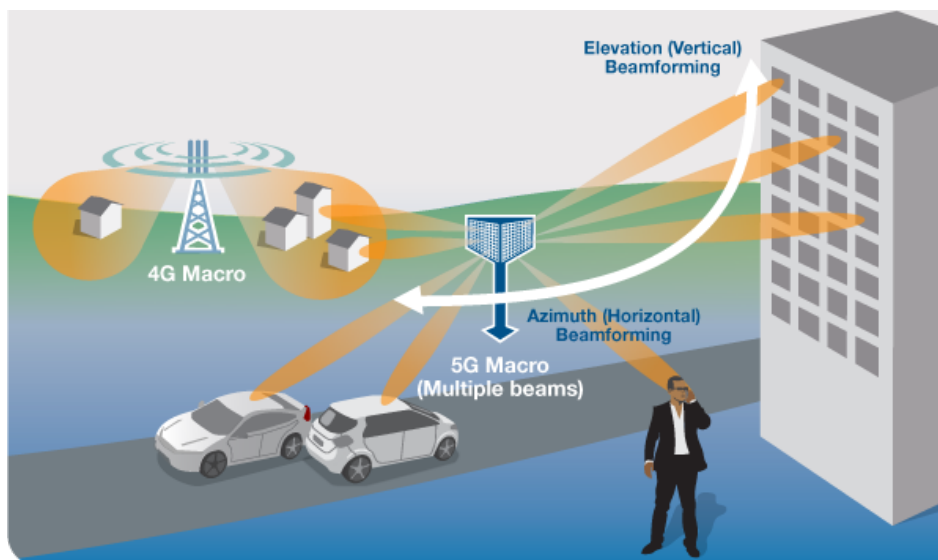 Elevation (Vertical)
Beamforming
4G Macro
Azimuth (Horizontal)
Beamforming
5G Macro
(Multiple beams)